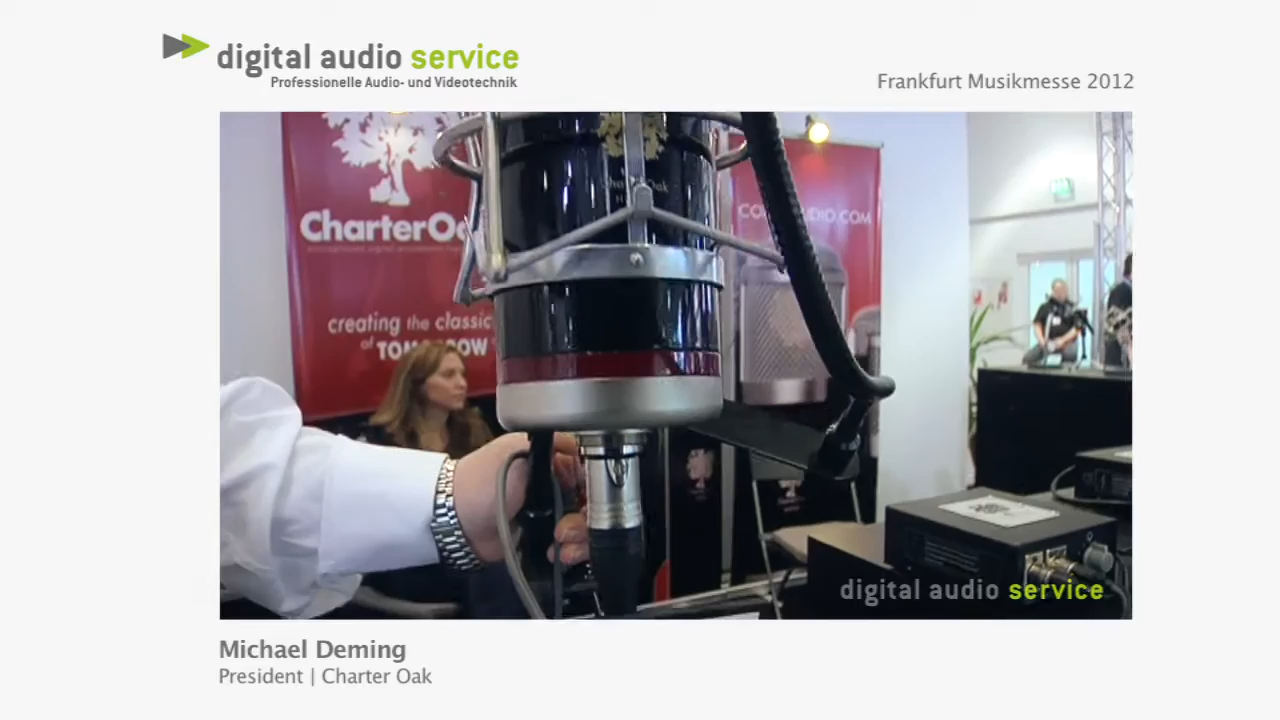 digital audio service
Professionelle Audio- und Videotechnik
Frankfurt Musikmesse 2012
CharterO
creating the classic
of TOMORROW
digital audio service
Michael Deming
President | Charter Oak